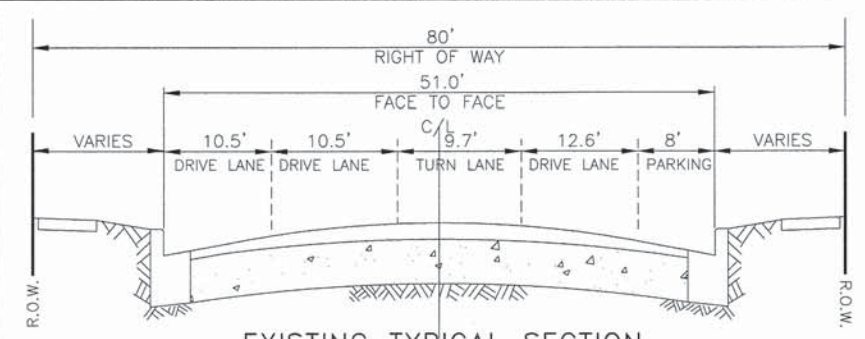 80'
RIGHT OF WAY
51.0'
FACE TO FACE
C/L
VARIES 10.5' 10.5' 9.7' 12.6' 8' VARIES
DRIVE LANE DRIVE LANE TURN LANE DRIVE LANE PARKING
R.O.W. R.O.W.
EXISTING TYPICAL SECTION